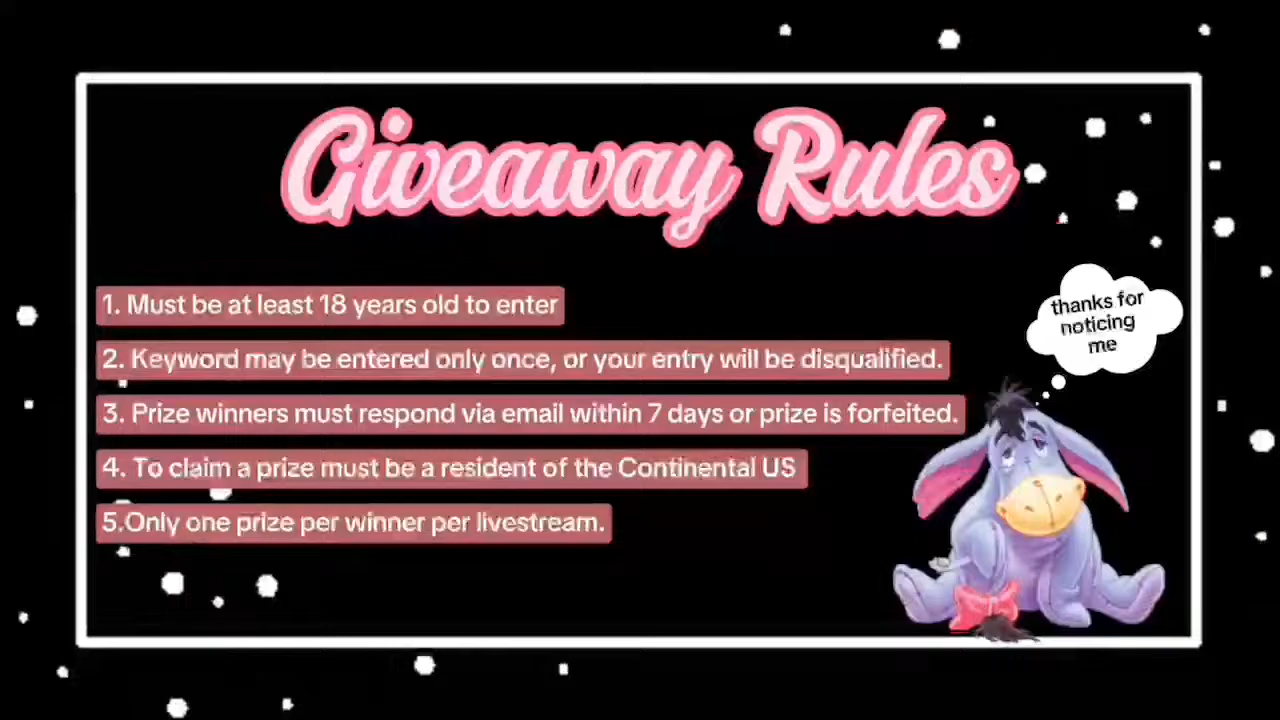 Giveaway Rules
1. Must be at least 18 years old to enter
2. Keyword may be entered only once, or your entry will be disqualified.
3. Prize winners must respond via email within 7 days or prize is forfeited.
4. To claim a prize must be a resident of the Continental US
5.Only one prize per winner per livestream.
thanks for
noticing
me